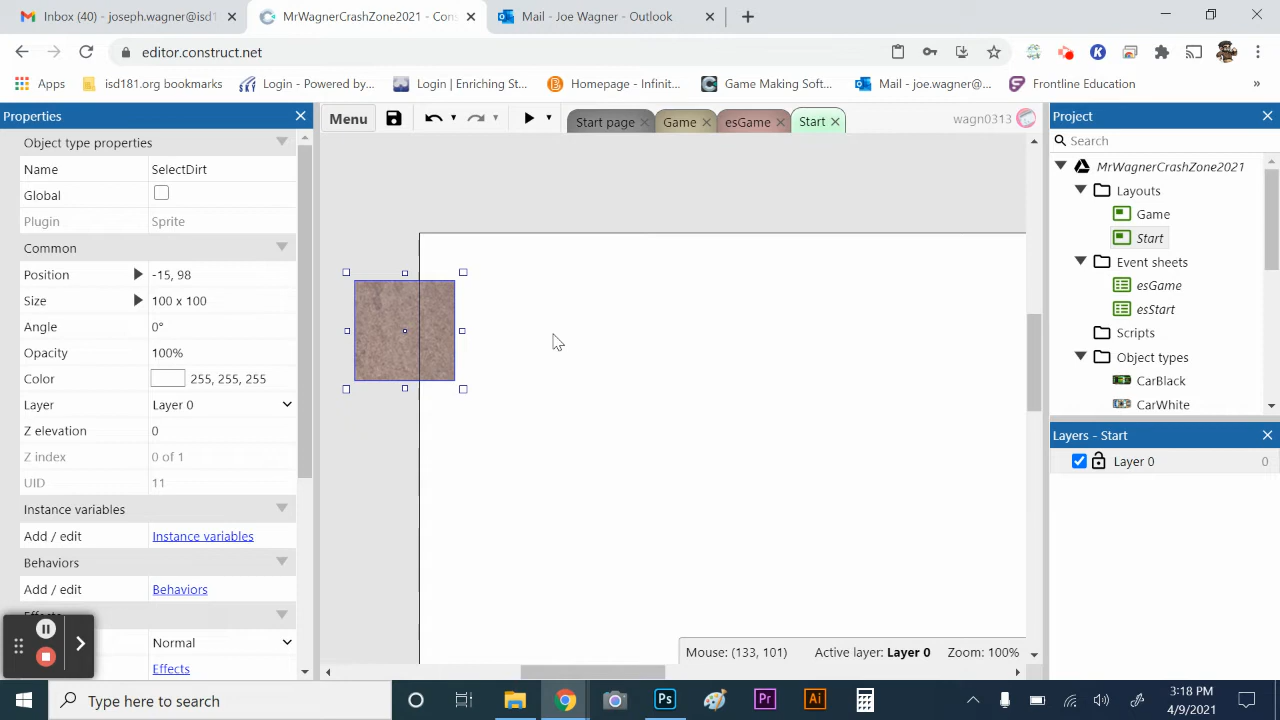 Inbox (40) - joseph.wagner@isd1
MrWagnerCrashZone2021 - Cons
Mail - Joe Wagner - Outlook
editor.construct.net
Apps
isd181.org bookmarks
Login - Powered by...
Login | Enriching St...
Homepage - Infinit...
Game Making Soft...
Mail - joe.wagner@...
Frontline Education
»
Properties
Menu
Start page
Game
esGame
Start
wagn0313
Project
Object type properties
Name SelectDirt
Global
Plugin Sprite
Common
Position -15, 98
Size 100 x 100
Angle 0°
Opacity 100%
Color 255, 255, 255
Layer Layer 0
Z elevation 0
Z index 0 of 1
UID 11
Instance variables
Add / edit Instance variables
Behaviors
Add / edit Behaviors
Effects
Normal
Effects
Search
MrWagnerCrashZone2021
Layouts
Game
Start
Event sheets
esGame
esStart
Scripts
Object types
CarBlack
CarWhite
Layers - Start
Layer 0 0
Mouse: (133, 101) Active layer: Layer 0 Zoom: 100%
Type here to search
Ps
Pr
Ai
3:18 PM
4/9/2021